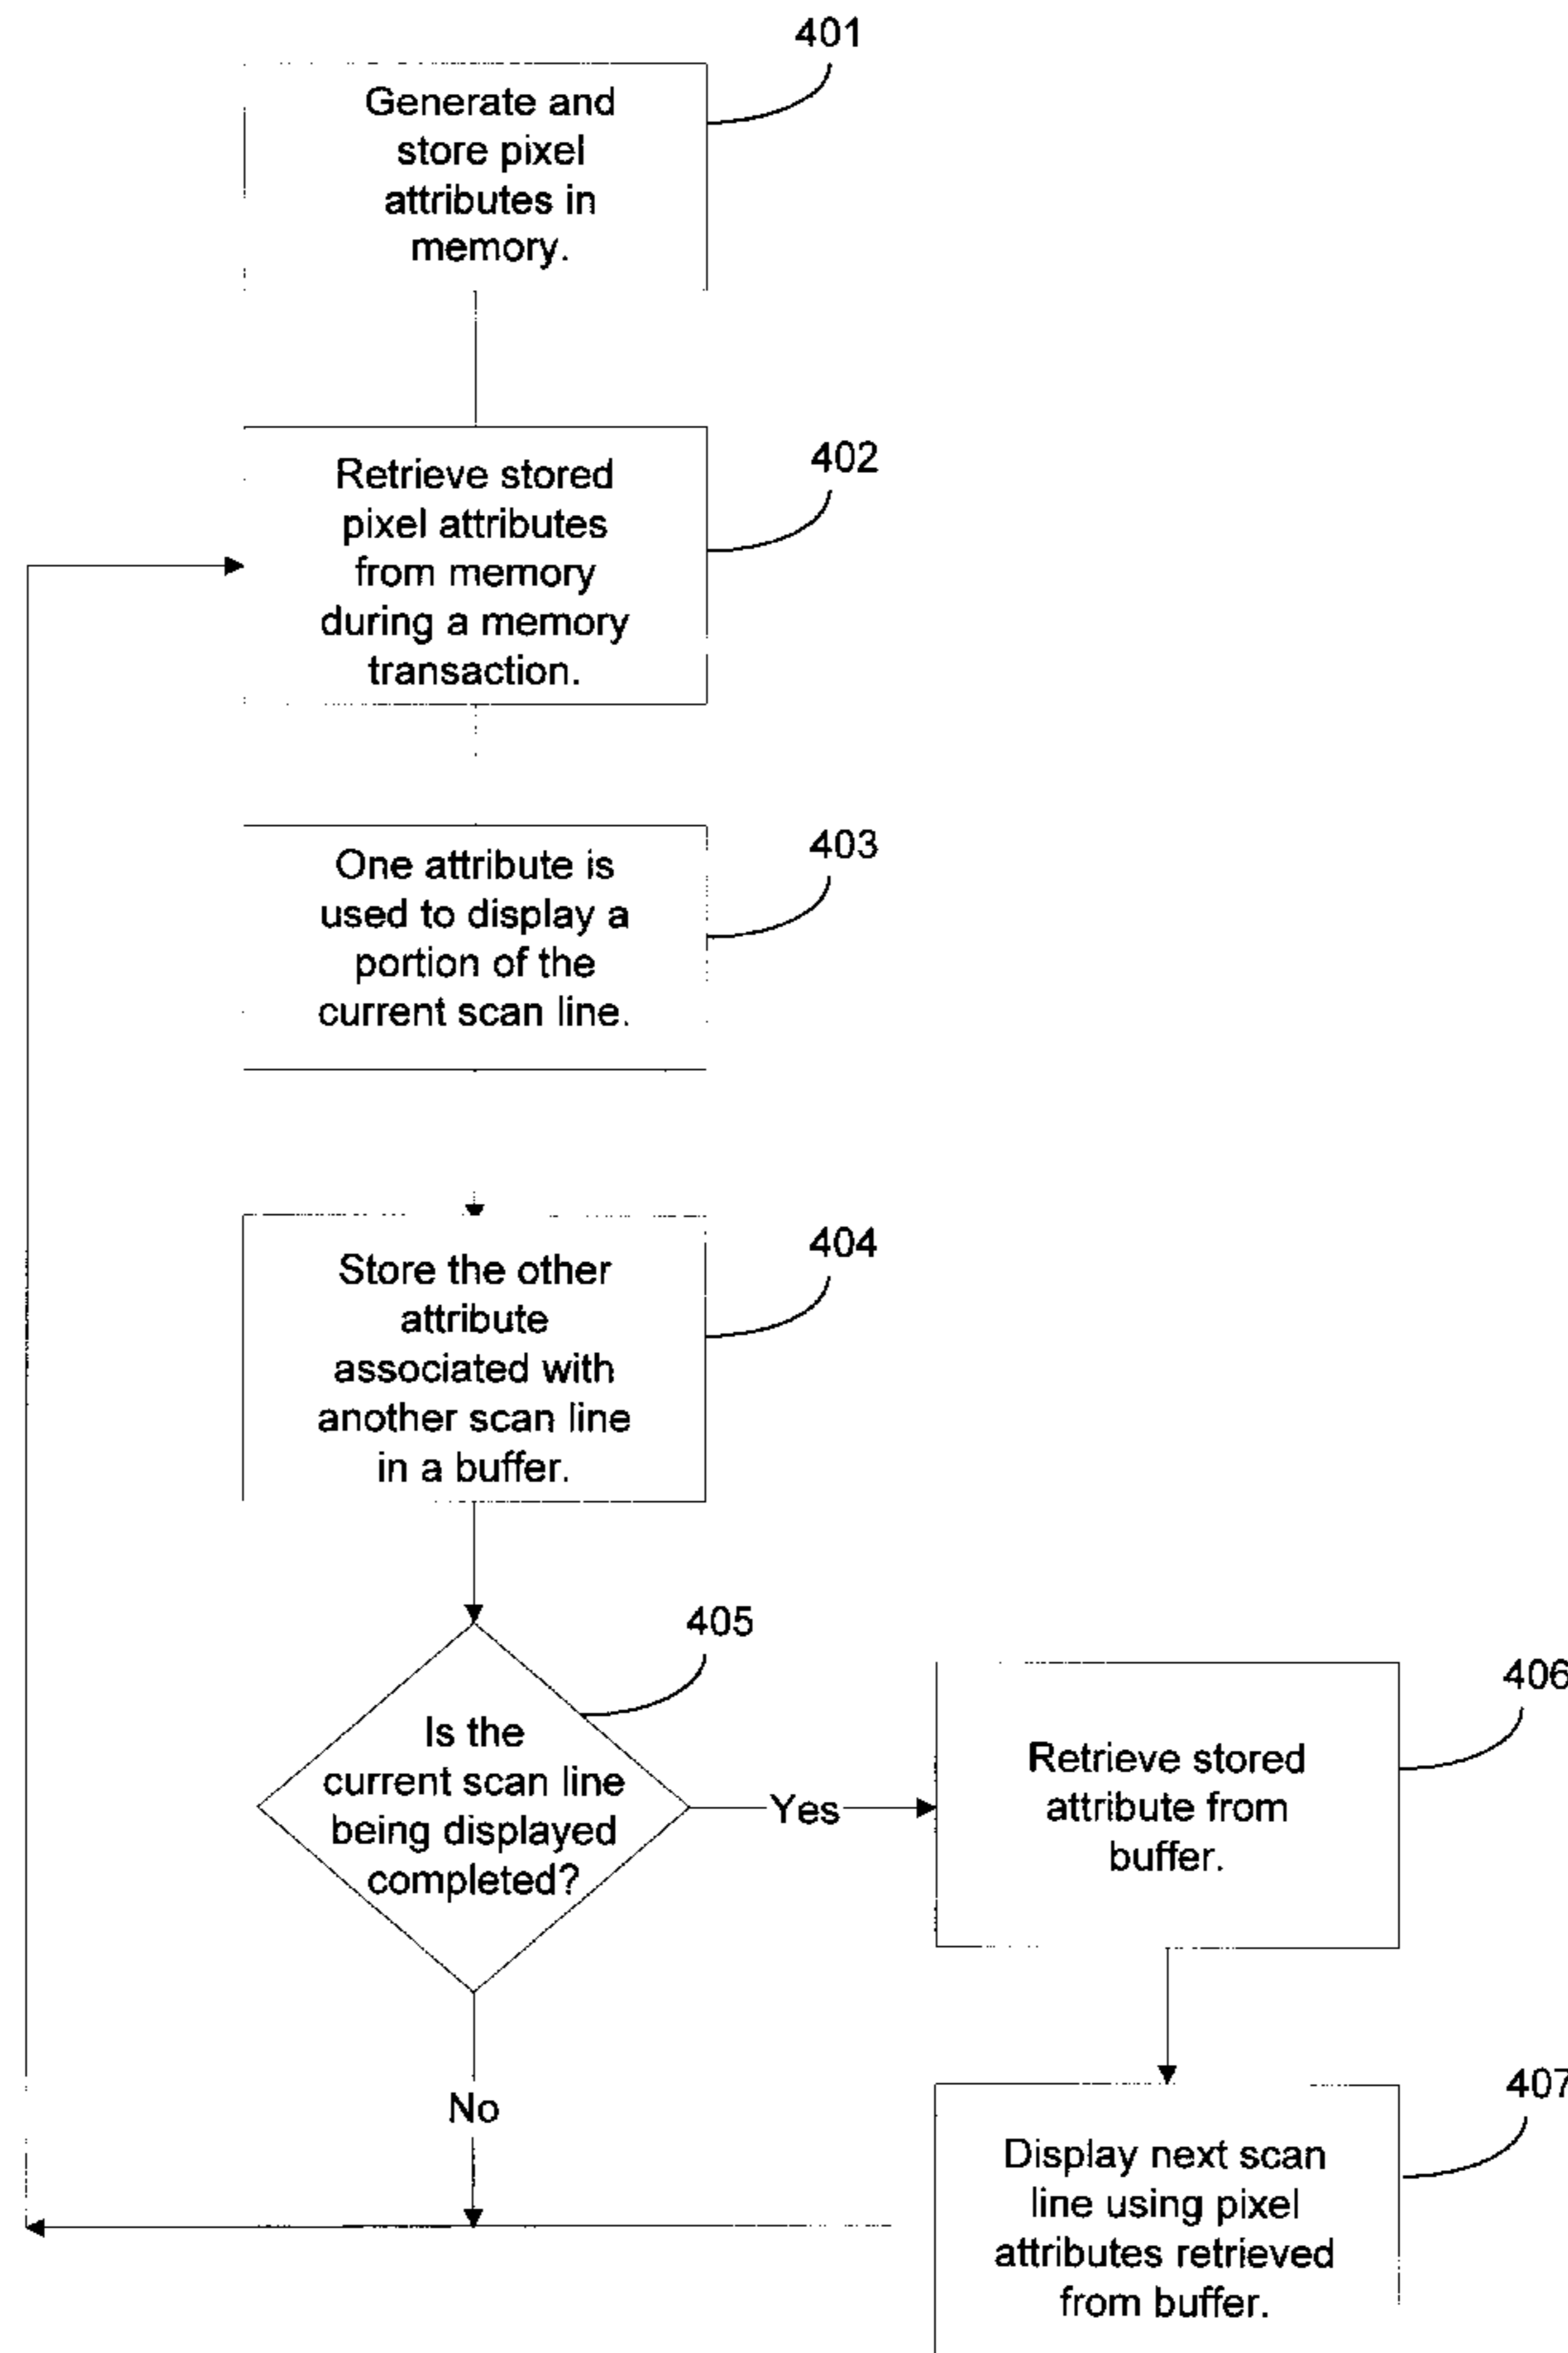 401
Generate and
store pixel
attributes in
memory.
402
Retrieve stored
pixel attributes
from memory
during a memory
transaction.
403
One attribute is
used to display a
portion of the
current scan line.
404
Store the other
attribute
associated with
another scan line
in a buffer.
405
Is the
current scan line
being displayed
completed?
Yes
No
406
Retrieve stored
attribute from
buffer.
407
Display next scan
line using pixel
attributes retrieved
from buffer.